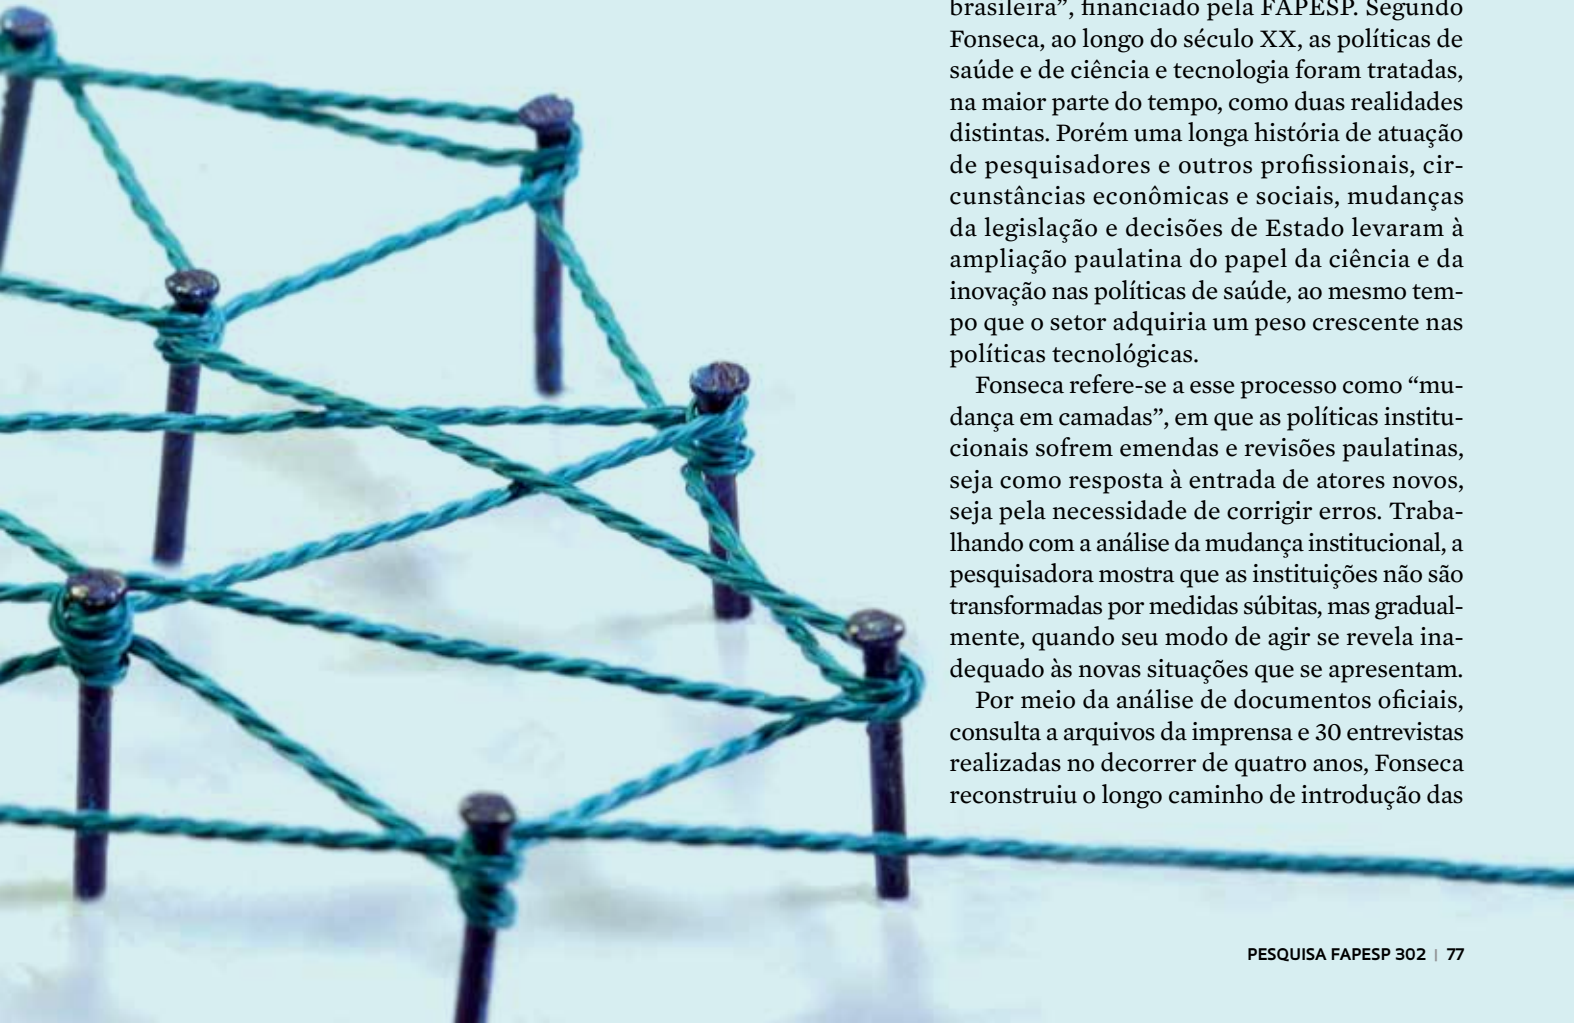 brasileira”, financiado pela FAPESP. Segundo
Fonseca, ao longo do século XX, as políticas de
saúde e de ciência e tecnologia foram tratadas,
na maior parte do tempo, como duas realidades
distintas. Porém uma longa história de atuação
de pesquisadores e outros profissionais, cir-
cunstâncias econômicas e sociais, mudanças
da legislação e decisões de Estado levaram à
ampliação paulatina do papel da ciência e da
inovação nas políticas de saúde, ao mesmo tem-
po que o setor adquiria um peso crescente nas
políticas tecnológicas.
Fonseca refere-se a esse processo como “mu-
dança em camadas”, em que as políticas institu-
cionais sofrem emendas e revisões paulatinas,
seja como resposta à entrada de atores novos,
seja pela necessidade de corrigir erros. Traba-
lhando com a análise da mudança institucional, a
pesquisadora mostra que as instituições não são
transformadas por medidas súbitas, mas gradual-
mente, quando seu modo de agir se revela ina-
dequado às novas situações que se apresentam.
Por meio da análise de documentos oficiais,
consulta a arquivos da imprensa e 30 entrevistas
realizadas no decorrer de quatro anos, Fonseca
reconstruiu o longo caminho de introdução das
PESQUISA FAPESP 302 | 77